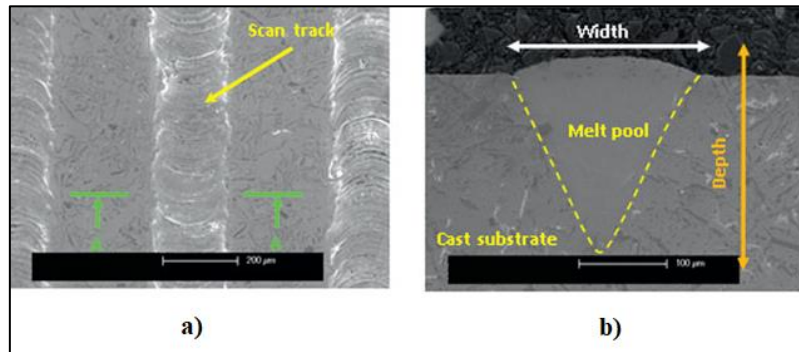 Scan track
200 µm
a)
Width
Melt pool
Depth
Cast substrate
100 µm
b)